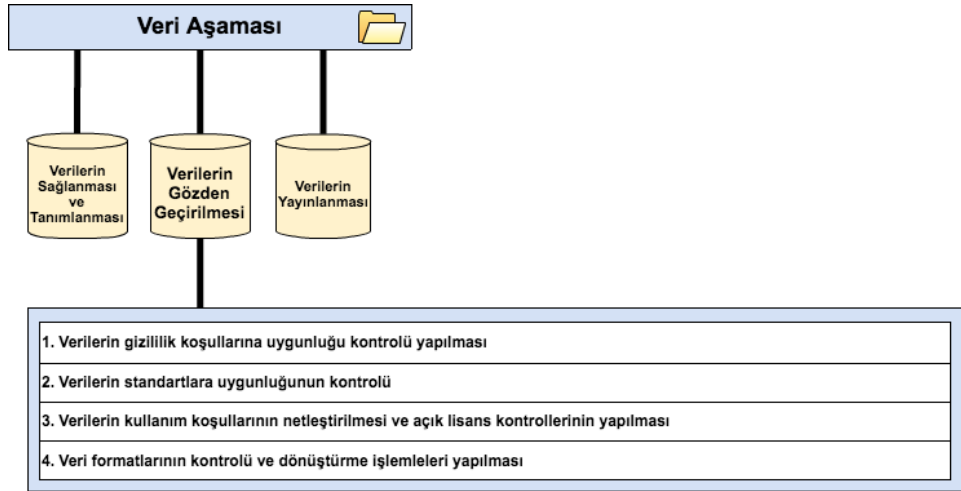 Veri Aşaması
Verilerin
Sağlanması
ve
Tanımlanması
Verilerin
Gözden
Geçirilmesi
Verilerin
Yayınlanması
1. Verilerin gizililik koşullarına uygunluğu kontrolü yapılması
2. Verilerin standartlara uygunluğunun kontrolü
3. Verilerin kullanım koşullarının netleştirilmesi ve açık lisans kontrollerinin yapılması
4. Veri formatlarının kontrolü ve dönüştürme işlemleleri yapılması